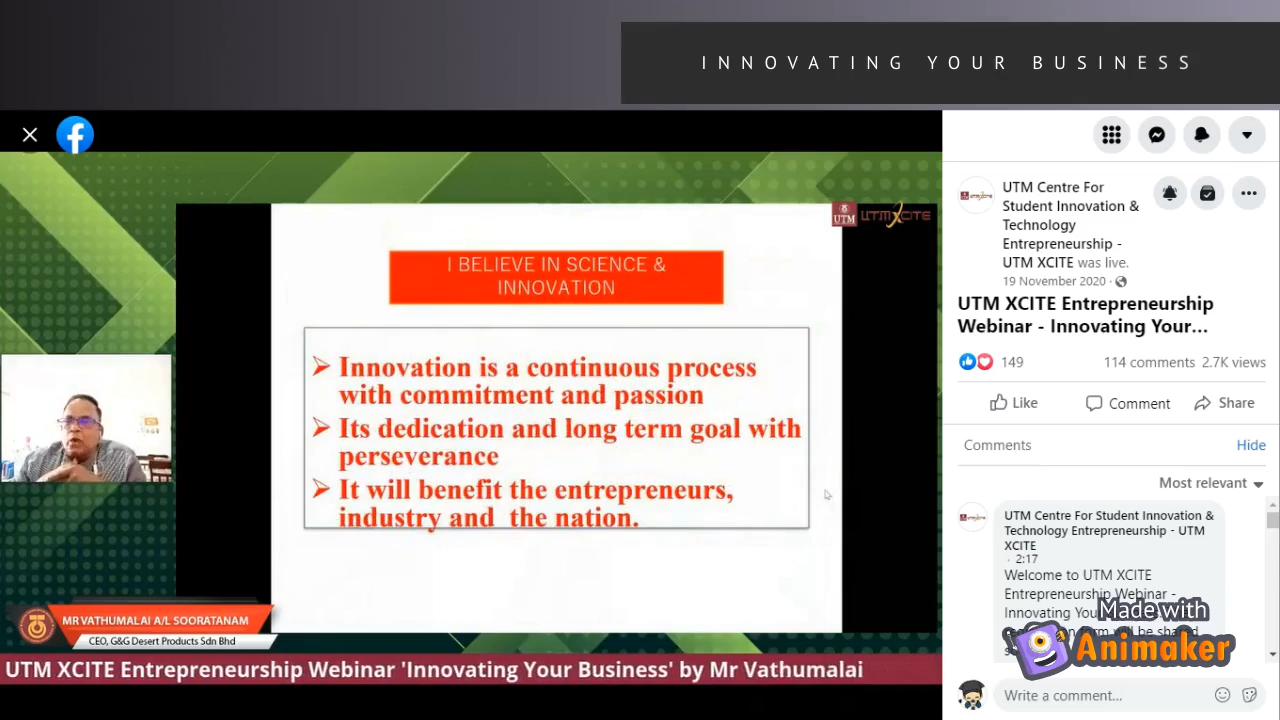 INNOVATING YOUR BUSINESS
UTM
UTM XCITE
I BELIEVE IN SCIENCE &
INNOVATION
Innovation is a continuous process
with commitment and passion
Its dedication and long term goal with
perseverance
It will benefit the entrepreneurs,
industry and the nation.
MR VATHUMALAI A/L SOORATANAM
CEO, G&G Desert Products Sdn Bhd
UTM XCITE Entrepreneurship Webinar 'Innovating Your Business' by Mr Vathumalai
UTM Centre For
Student Innovation &
Technology
Entrepreneurship -
UTM XCITE was live.
19 November 2020 ·
UTM XCITE Entrepreneurship
Webinar - Innovating Your...
149
114 comments 2.7K views
Like
Comment
Share
Comments
Hide
Most relevant
UTM Centre For Student Innovation &
Technology Entrepreneurship - UTM
XCITE
· 2:17
Welcome to UTM XCITE
Entrepreneurship Webinar -
Innovating
will be
Made with
Animaker
Write a comment...